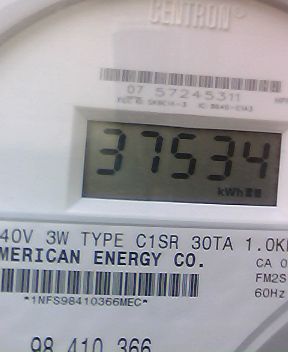 CENTRON®
07 57245311
37534
kWh
40V 3W TYPE C1SR 30TA 1.0K
MERICAN ENERGY CO.
CA 0
FM2S
60Hz
*1NFS98410366MEC*
98 410 366